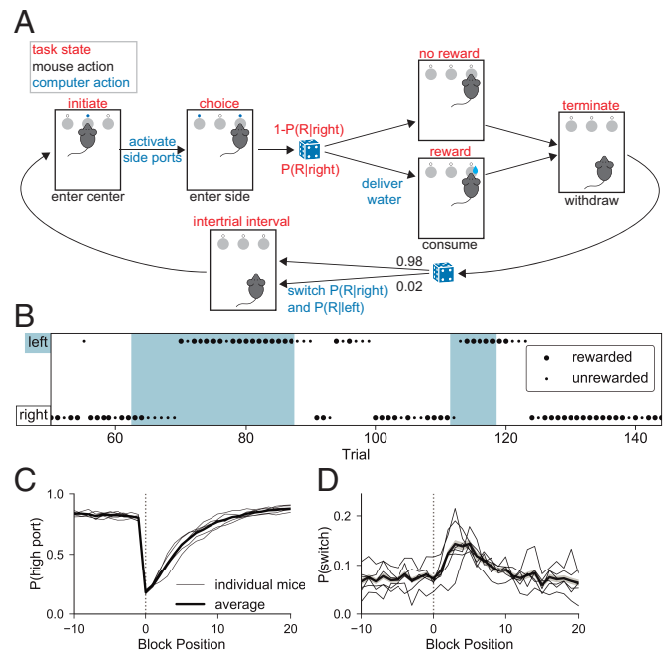 A
task state
mouse action
computer action
initiate
choice
no reward
terminate
activate
side ports
1-P(R|right)
P(R|right)
reward
deliver
water
enter center
enter side
consume
withdraw
intertrial interval
0.98
0.02
switch P(R|right)
and P(R|left)
B
left
right
rewarded
unrewarded
60 80 100 120 140
Trial
C
P(high port)
1.0
0.5
0.0
individual mice
average
−10 0 10 20
Block Position
D
P(switch)
0.2
0.1
0.0
−10 0 10 20
Block Position